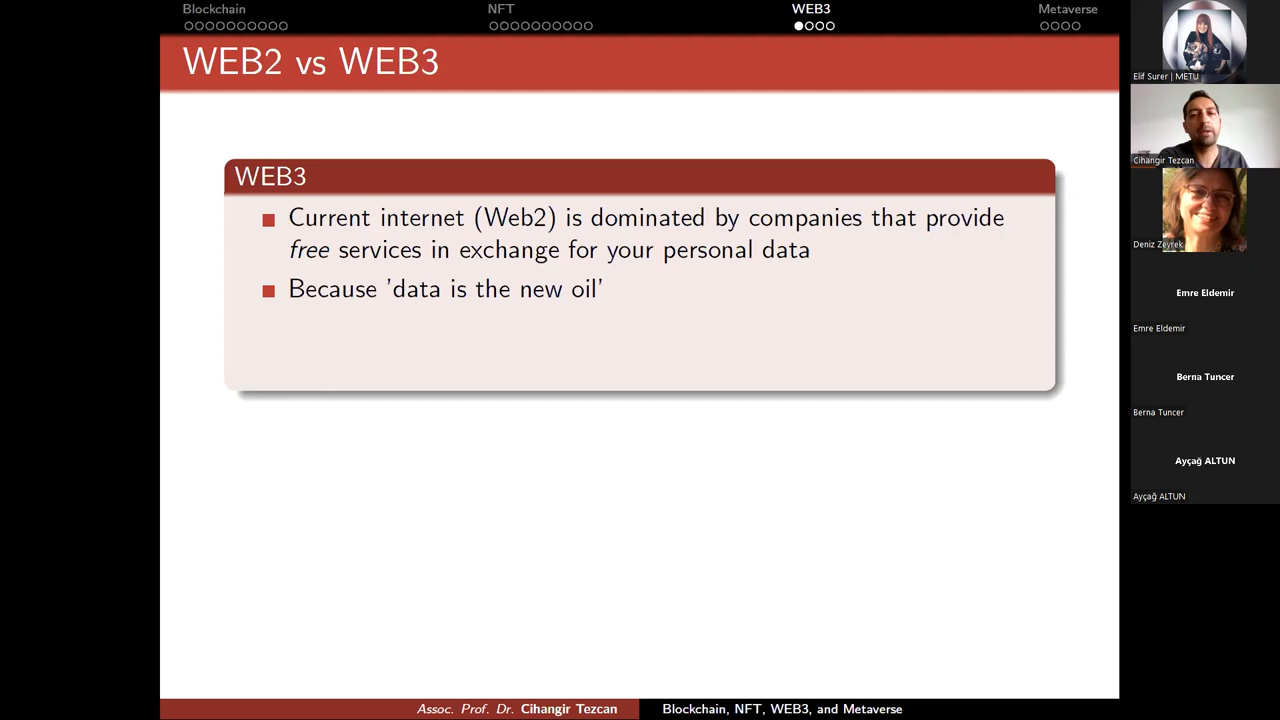 Blockchain
NFT
WEB3
Metaverse
WEB2 vs WEB3
WEB3
Current internet (Web2) is dominated by companies that provide
free services in exchange for your personal data
Because 'data is the new oil'
Assoc. Prof. Dr. Cihangir Tezcan
Blockchain, NFT, WEB3, and Metaverse
Elif Surer | METU
Cihangir Tezcan
Deniz Zeyrek
Emre Eldemir
Emre Eldemir
Berna Tuncer
Berna Tuncer
Ayçağ ALTUN
Ayçağ ALTUN